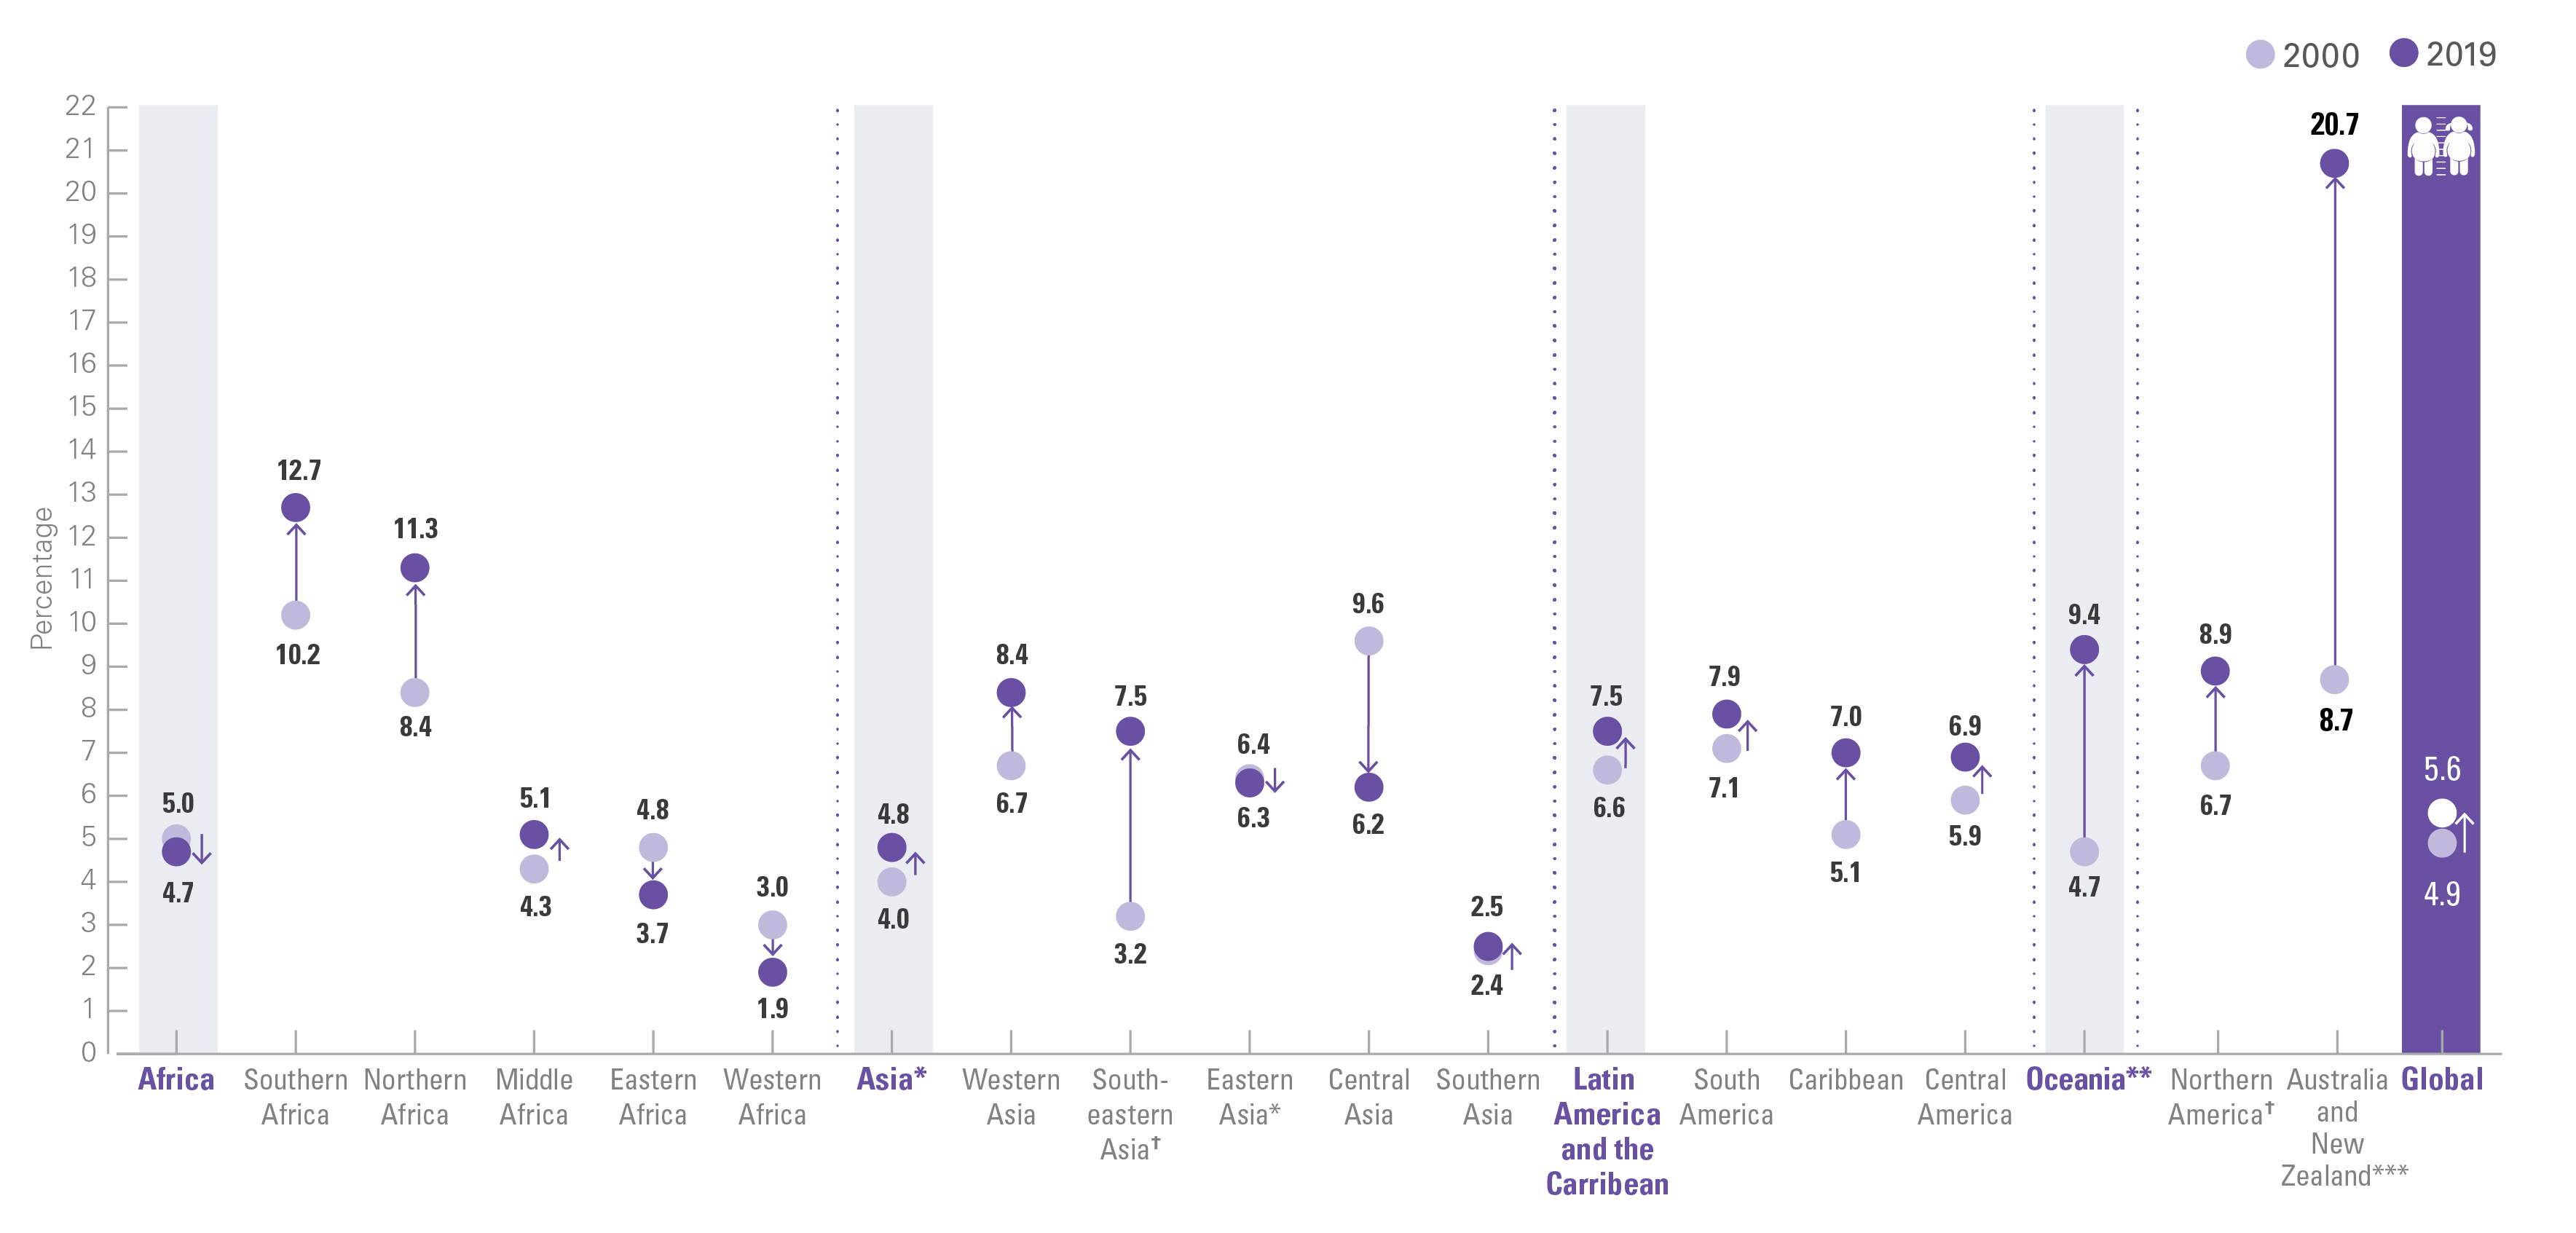 2000 2019
Percentage
22
21
20
19
18
17
16
15
14
13
12
11
10
9
8
7
6
5
4
3
2
1
0
5.0
4.7
12.7
10.2
11.3
8.4
5.1
4.3
4.8
3.7
3.0
1.9
4.8
4.0
8.4
6.7
7.5
3.2
6.4
6.3
9.6
6.2
2.5
2.4
7.5
6.6
7.9
7.1
7.0
5.1
6.9
5.9
9.4
4.7
8.9
6.7
20.7
8.7
5.6
4.9
Africa
Southern
Africa
Northern
Africa
Middle
Africa
Eastern
Africa
Western
Africa
Asia*
Western
Asia
South-
eastern
Asia†
Eastern
Asia*
Central
Asia
Southern
Asia
Latin
America
and the
Carribean
South
America
Caribbean
Central
America
Oceania**
Northern
America†
Australia
and
New
Zealand***
Global